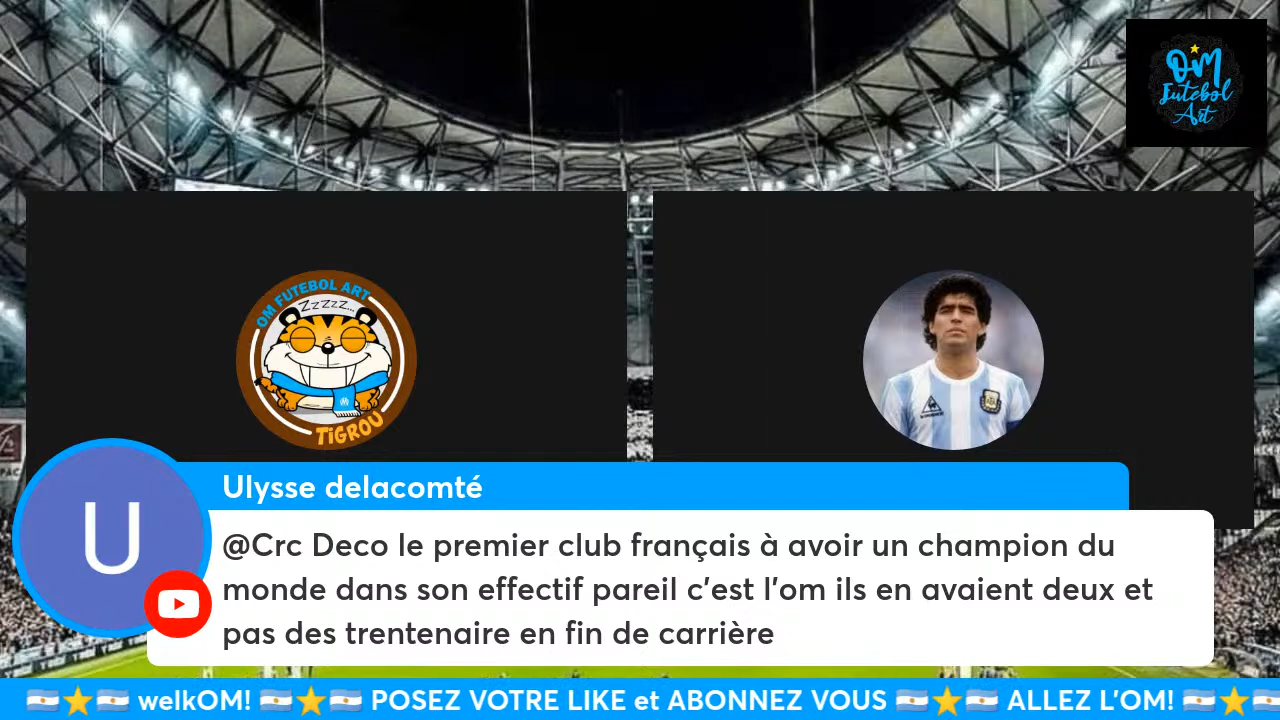 OM
Futebol
Art
OM FUTEBOL ART
ZZZZZ...
TIGROU
Ulysse delacomté
U
@Crc Deco le premier club français à avoir un champion du
monde dans son effectif pareil c'est l'om ils en avaient deux et
pas des trentenaire en fin de carrière
welkOM! POSEZ VOTRE LIKE et ABONNEZ VOUS ALLEZ L'OM!